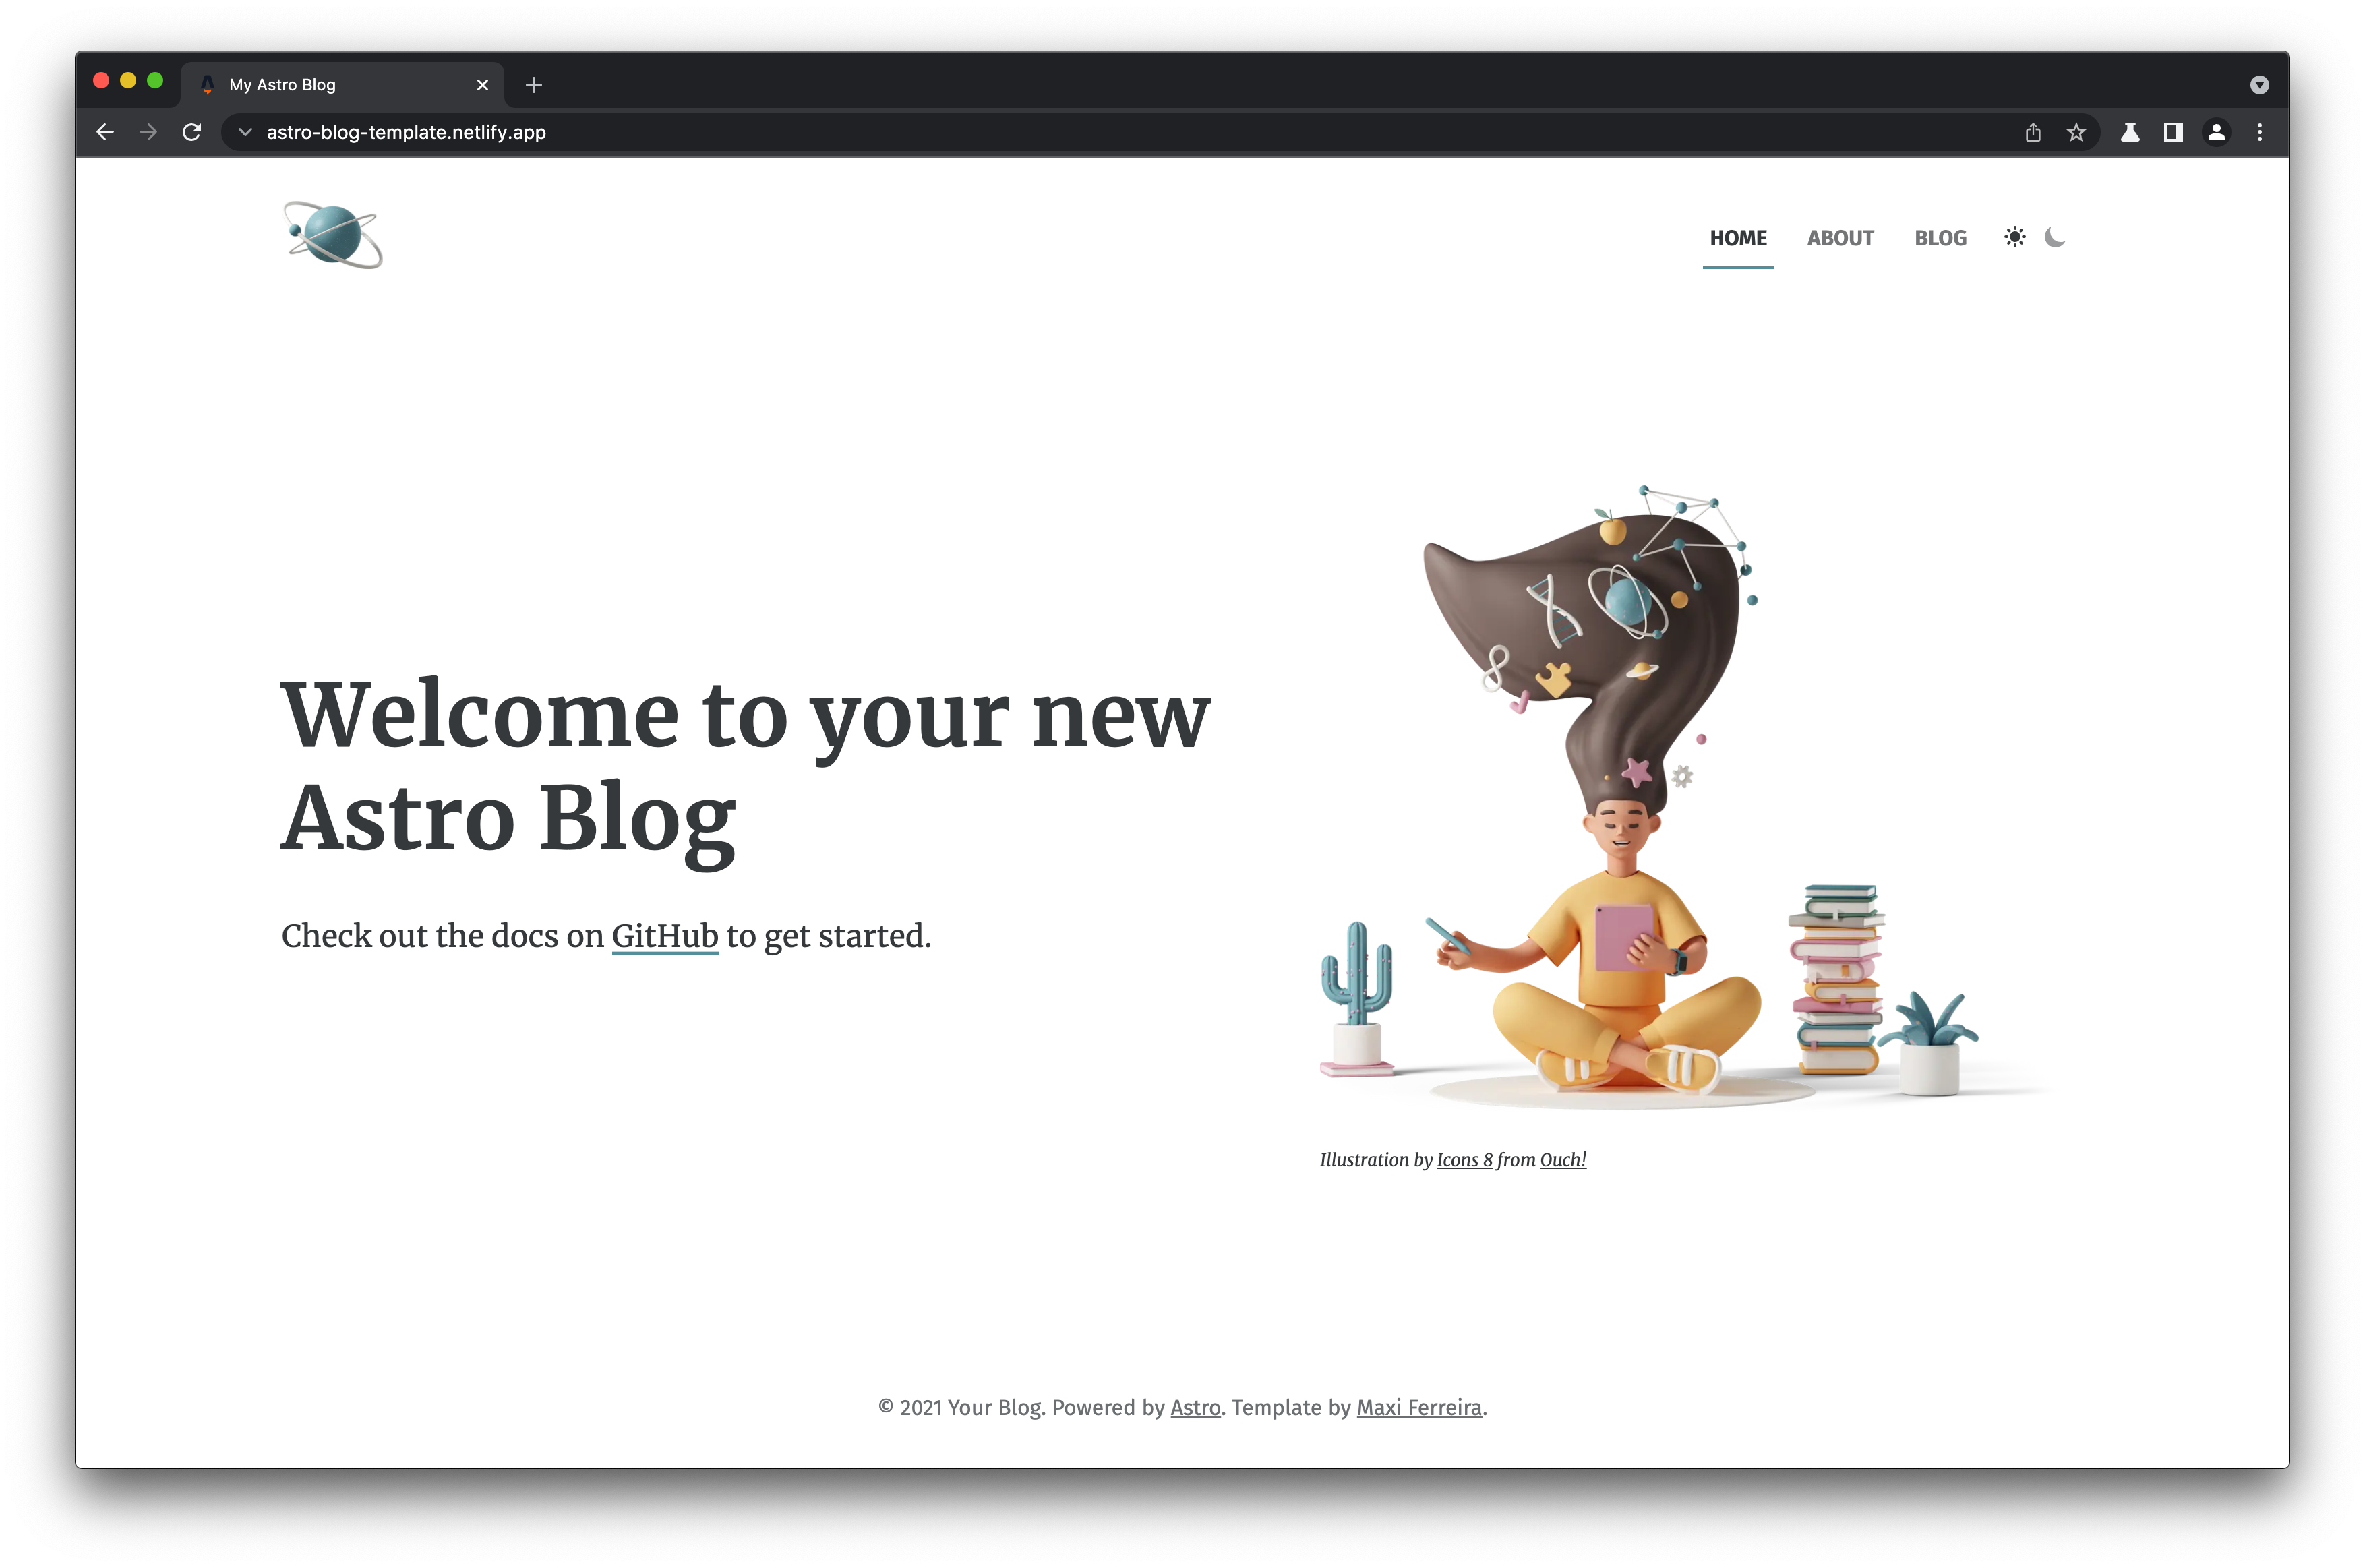 My Astro Blog
astro-blog-template.netlify.app
HOME ABOUT BLOG
Welcome to your new
Astro Blog
Check out the docs on GitHub to get started.
Illustration by Icons 8 from Ouch!
© 2021 Your Blog. Powered by Astro. Template by Maxi Ferreira.